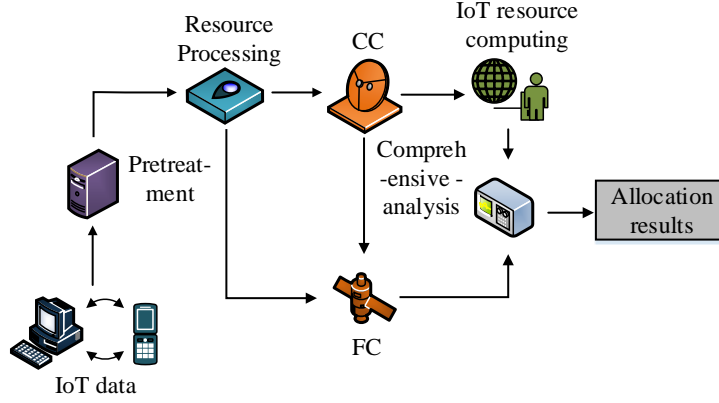 Resource
Processing
CC
IoT resource
computing
Pretreat-
ment
Compreh
-ensive -
analysis
Allocation
results
FC
IoT data